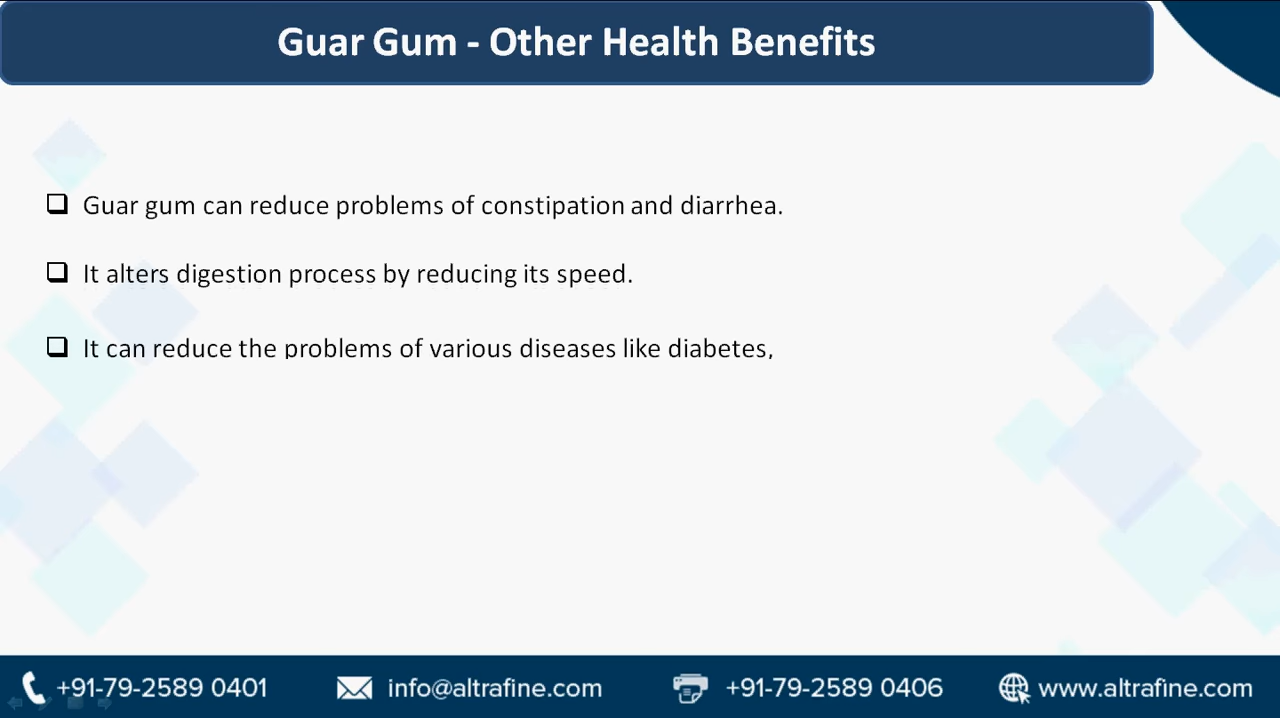 Guar Gum - Other Health Benefits
Guar gum can reduce problems of constipation and diarrhea.
It alters digestion process by reducing its speed.
It can reduce the problems of various diseases like diabetes,
+91-79-2589 0401 info@altrafine.com +91-79-2589 0406 www.altrafine.com